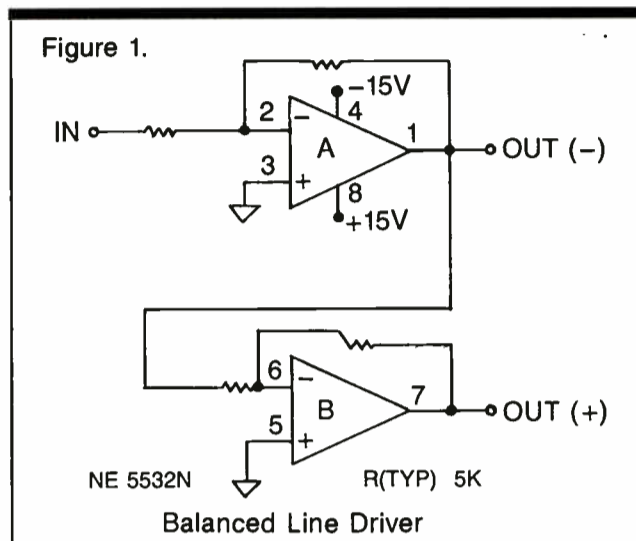 Figure 1.
-15V
2
4
1
IN
A
OUT (-)
3
8
+15V
6
7
B
OUT (+)
5
NE 5532N
R(TYP) 5K
Balanced Line Driver